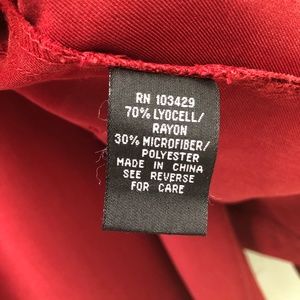 RN 103429
70% LYOCELL/
RAYON
30% MICROFIBER/
POLYESTER
MADE IN CHINA
SEE REVERSE
FOR CARE